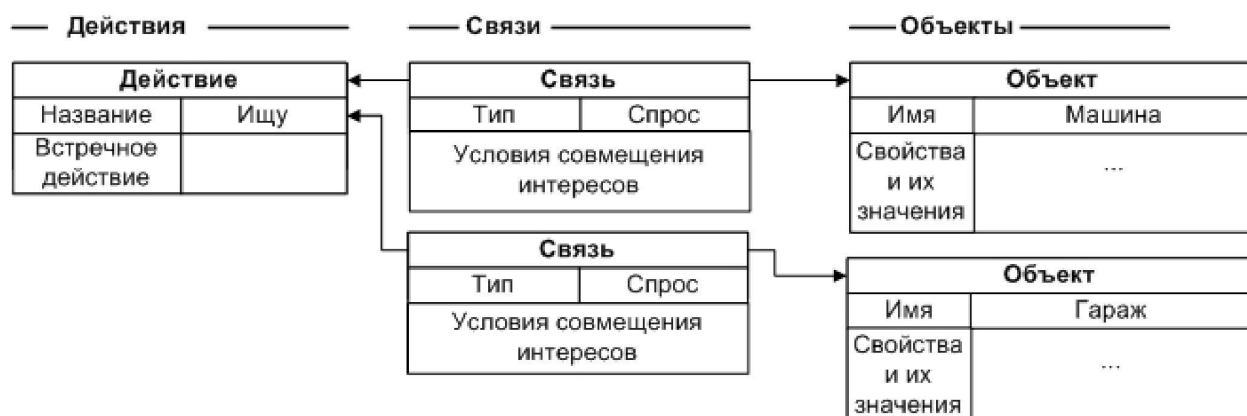 Действия
Связи
Объекты
Действие
Название
Ищу
Встречное
действие
Связь
Тип
Спрос
Условия совмещения
интересов
Объект
Имя
Машина
Свойства
и их
значения
...
Связь
Тип
Спрос
Условия совмещения
интересов
Объект
Имя
Гараж
Свойства
и их
значения
...